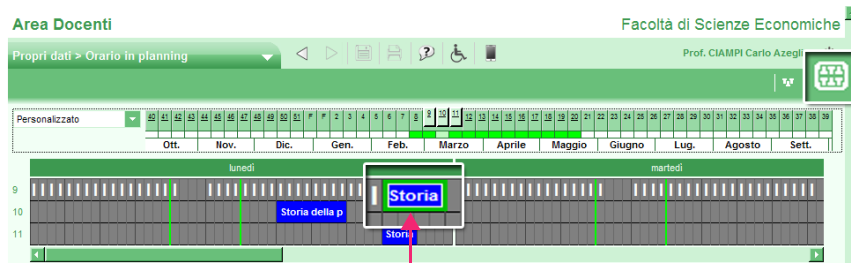 Area Docenti
Facoltà di Scienze Economiche
Propri dati > Orario in planning
Prof. CIAMPI Carlo Azegli
Personalizzato
40 41 42 43 44 45 46 47 48 49 50 51 F F 2 3 4 5 6 7 8 9 10 11 12 13 14 15 16 17 18 19 20 21 22 23 24 25 26 27 28 29 30 31 32 33 34 35 36 37 38 39
Ott. Nov. Dic. Gen. Feb. Marzo Aprile Maggio Giugno Lug. Agosto Sett.
lunedì martedì
9 Storia
10 Storia della p
11 Storia